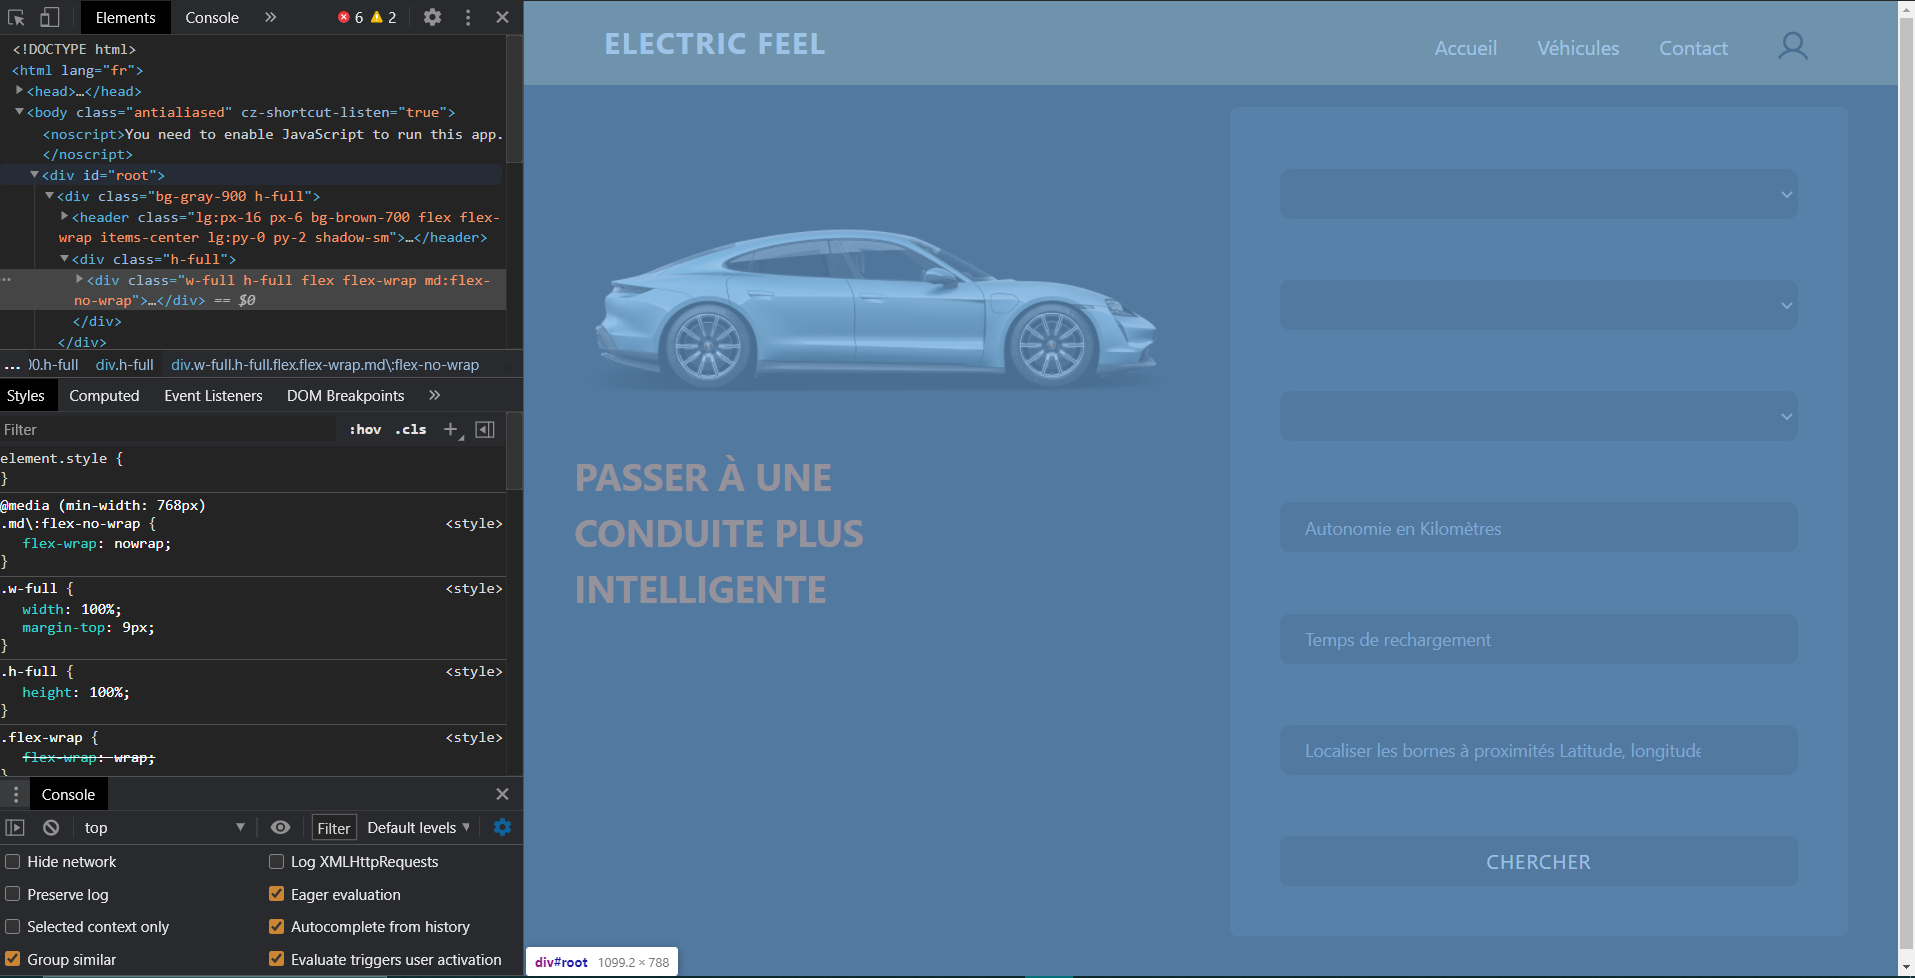 Elements
Console
»
6
2
<!DOCTYPE html>
<html lang="fr">
<head>…</head>
<body class="antialiased" cz-shortcut-listen="true">
<noscript>You need to enable JavaScript to run this app.
</noscript>
<div id="root">
<div class="bg-gray-900 h-full">
<header class="lg:px-16 px-6 bg-brown-700 flex flex-
wrap items-center lg:py-0 py-2 shadow-sm">…</header>
<div class="h-full">
<div class="w-full h-full flex flex-wrap md:flex-
no-wrap">…</div> == $0
</div>
</div>
... )0.h-full div.h-full div.w-full.h-full.flex.flex-wrap.md\:flex-no-wrap
Styles Computed Event Listeners DOM Breakpoints »
Filter :hov .cls +
element.style {
}
@media (min-width: 768px)
.md\:flex-no-wrap { <style>
flex-wrap: nowrap;
}
.w-full { <style>
width: 100%;
margin-top: 9px;
}
.h-full { <style>
height: 100%;
}
.flex-wrap { <style>
flex-wrap: wrap;
}
Console
top
Filter
Default levels
Hide network
Log XMLHttpRequests
Preserve log
Eager evaluation
Selected context only
Autocomplete from history
Group similar
Evaluate triggers user activation
ELECTRIC FEEL
Accueil
Véhicules
Contact
PASSER À UNE
CONDUITE PLUS
INTELLIGENTE
Autonomie en Kilomètres
Temps de rechargement
Localiser les bornes à proximités Latitude, longitude
CHERCHER
div#root 1099.2 × 788